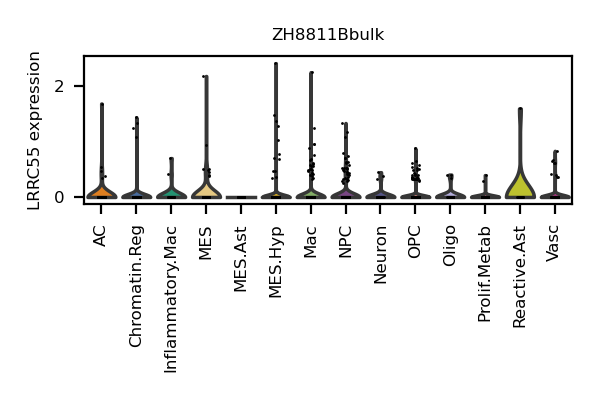 ZH8811Bbulk
LRRC55 expression
2
0
AC
Chromatin.Reg
Inflammatory.Mac
MES
MES.Ast
MES.Hyp
Mac
NPC
Neuron
OPC
Oligo
Prolif.Metab
Reactive.Ast
Vasc